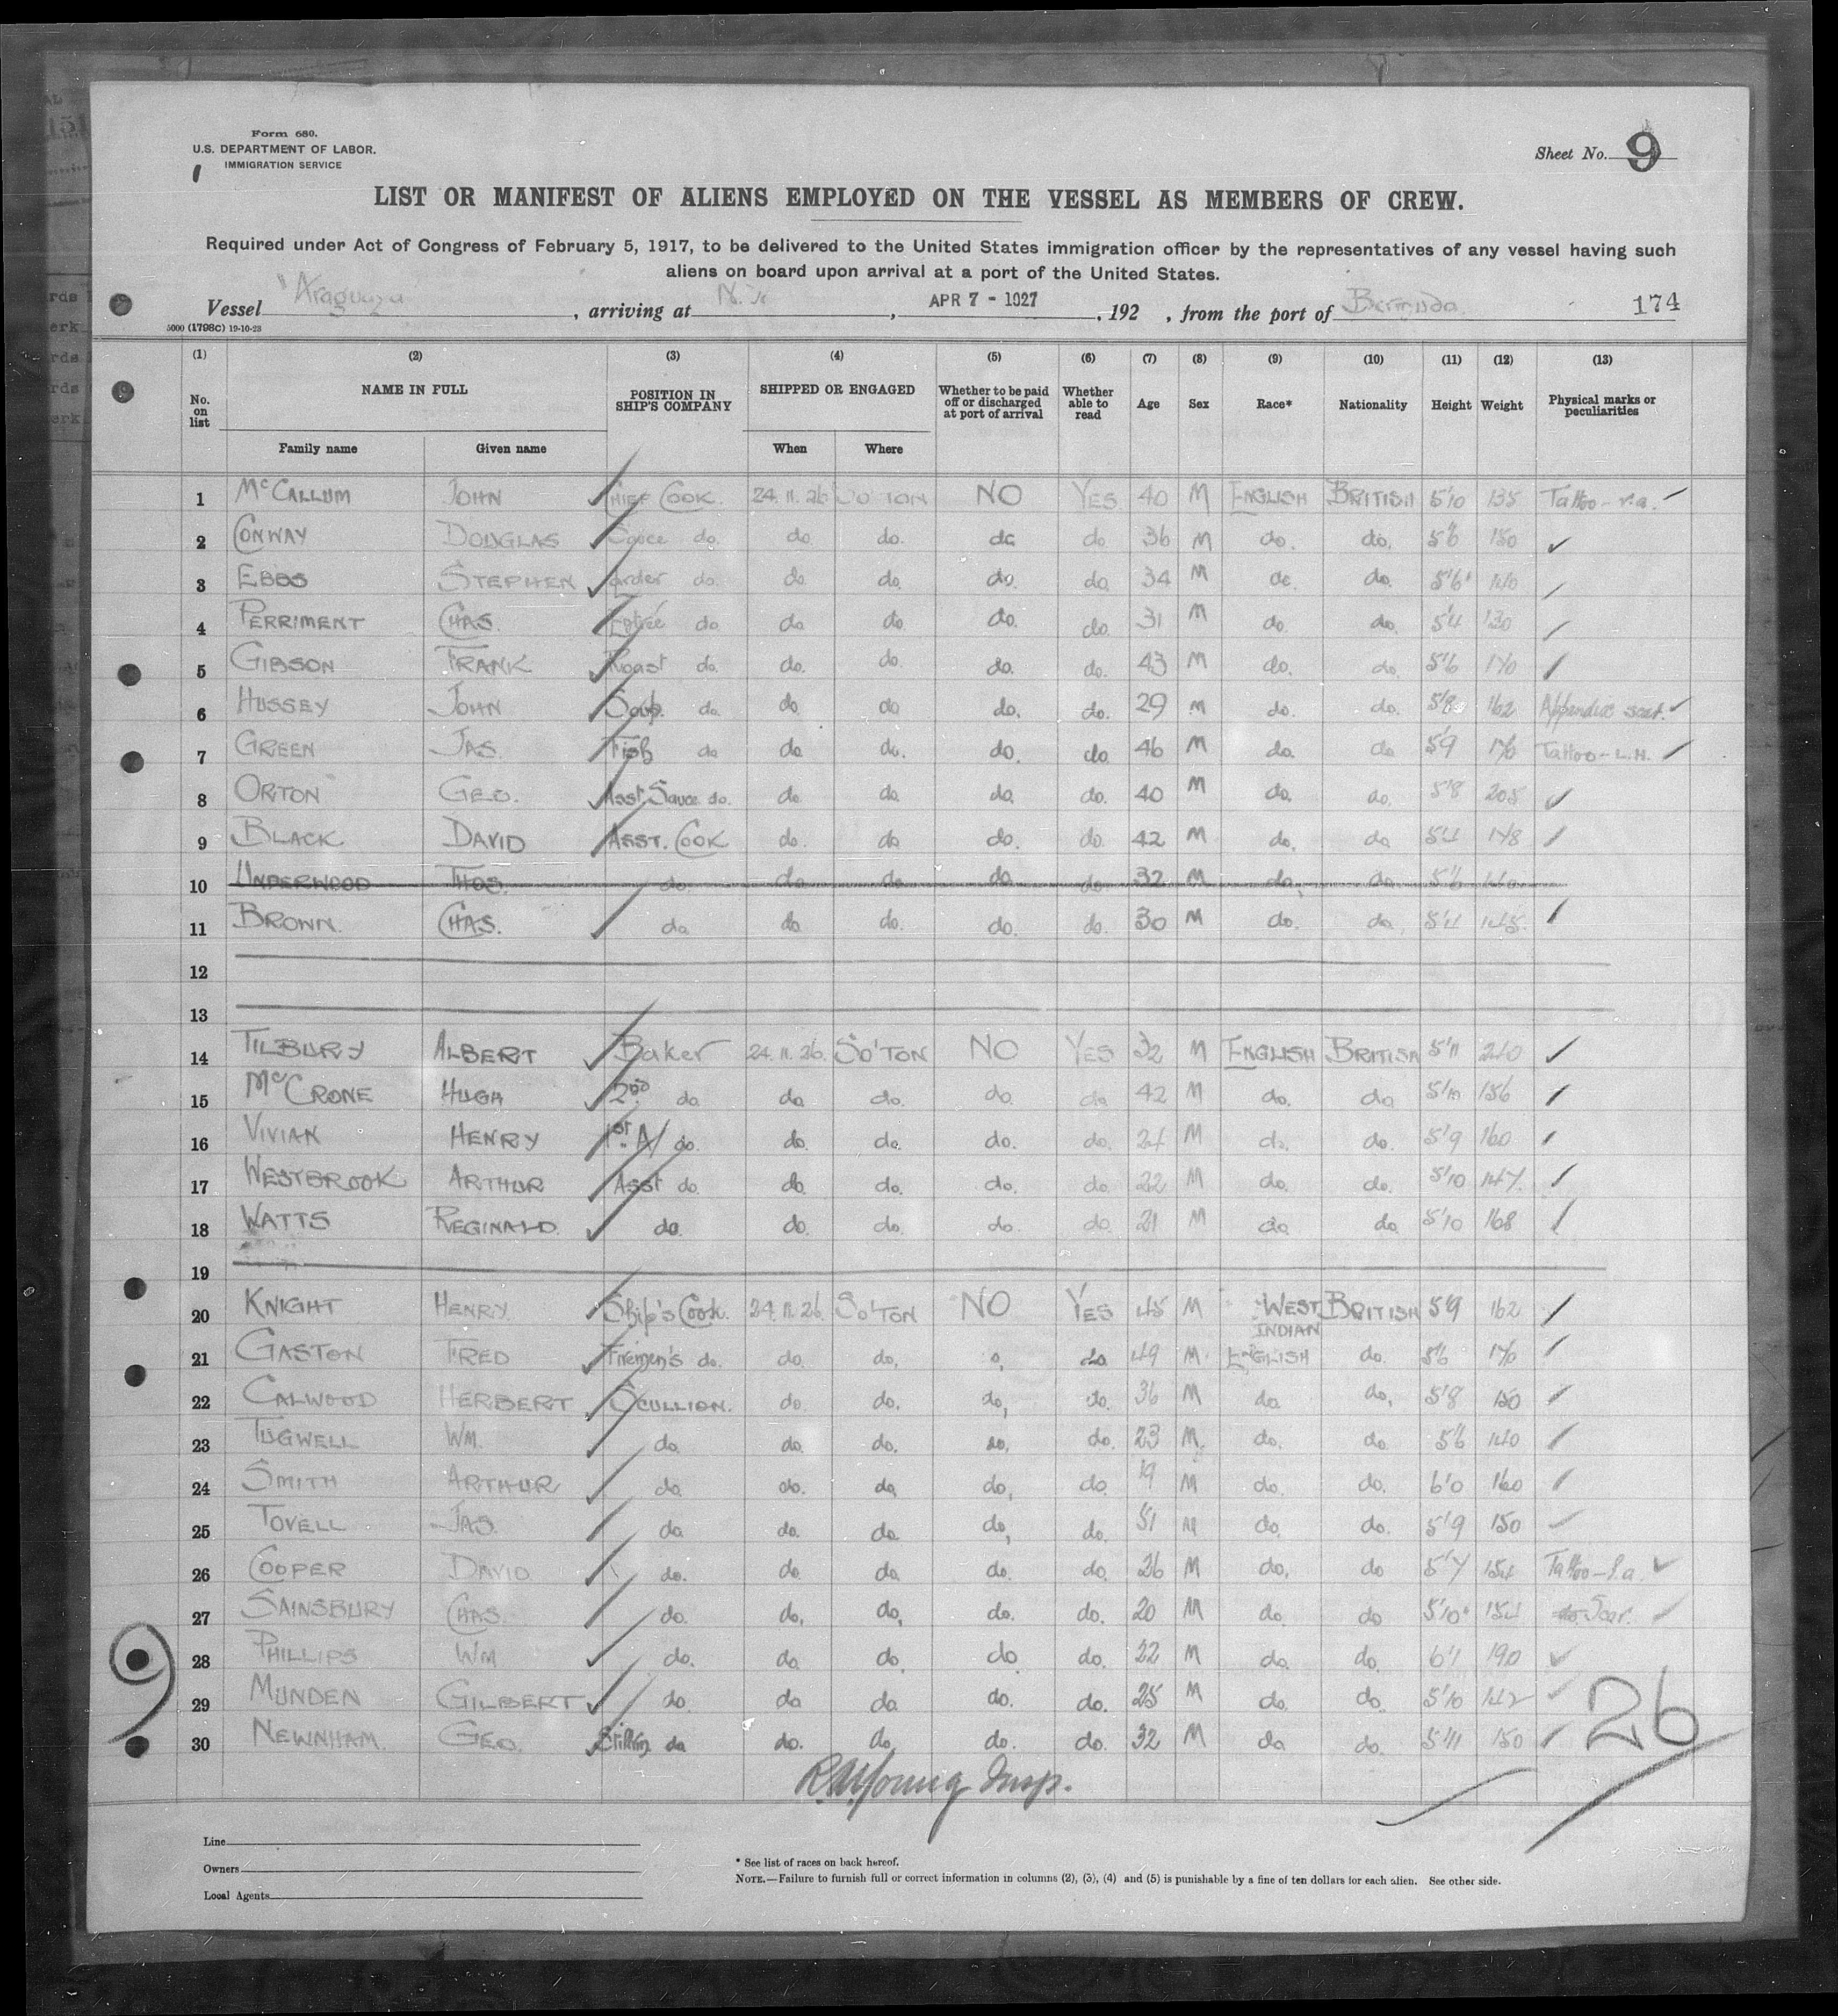 Form 680.
U.S. DEPARTMENT OF LABOR.
IMMIGRATION SERVICE
Sheet No. 9
LIST OR MANIFEST OF ALIENS EMPLOYED ON THE VESSEL AS MEMBERS OF CREW.
Required under Act of Congress of February 5, 1917, to be delivered to the United States immigration officer by the representatives of any vessel having such
aliens on board upon arrival at a port of the United States.
Vessel "Araguaya , arriving at N.Y. , APR 7 - 1927 , 192 , from the port of Bermuda 174
5000 (1798C) 19-10-23
(1) (2) (3) (4) (5) (6) (7) (8) (9) (10) (11) (12) (13)
No. on list NAME IN FULL POSITION IN SHIP'S COMPANY SHIPPED OR ENGAGED Whether to be paid off or discharged at port of arrival Whether able to read Age Sex Race* Nationality Height Weight Physical marks or peculiarities
Family name Given name When Where
1 McCALLUM JOHN CHIEF COOK. 24.11.26 SO'TON NO YES 40 M ENGLISH BRITISH 5'10 135 Tattoo - r.a.
2 CONWAY DOUGLAS Sauce do. do. do. do do 36 M do. do. 5'6 150
3 EBBS STEPHEN Larder do. do. do. do. do. 34 M do. do. 5'6 140
4 PERRIMENT CHAS. Entrée do. do do. do. do. 31 M do. do. 5'4 130
5 GIBSON FRANK Roast do. do. do. do. do. 43 M do. do. 5'6 170
6 HUSSEY JOHN Soup. do. do. do do. do. 29 M do. do. 5'8 162 Appendix scar.
7 GREEN JAS. Fish do do do. do. do. 46 M do. do 5'9 176 Tattoo - L.H.
8 ORTON GEO. Asst. Sauce do. do. do. do. do. 40 M do. do. 5'8 205
9 BLACK DAVID ASST. COOK do. do do. do. 42 M do. do 5'4 148
10 UNDERWOOD THOS. do. do do. do. do 32 M do, do 5'6 140
11 BROWN. CHAS. do do do. do. do. 30 M do. do. 5'4 145.
12
13
14 TILBURY ALBERT Baker 24.11.26. SO'TON NO YES 32 M ENGLISH BRITISH 5'11 240
15 McCRONE HUGH 2nd do. do do. do. do 42 M do. do 5'10 156
16 VIVIAN HENRY 1st A/ do. do. do. do. do. 24 M do. do. 5'9 160
17 WESTBROOK ARTHUR Asst do. do. do. do. do. 22 M do. do. 5'10 147.
18 WATTS REGINALD. do. do. do. do. do. 21 M do do 5'10 168
19
20 KNIGHT HENRY. Ship's Cook. 24.11.26. SO'TON NO YES 45 M WEST INDIAN BRITISH 5'9 162
21 GASTON FRED Firemen's do. do. do, do 49 M ENGLISH do. 5'6 170
22 CALWOOD HERBERT SCULLION. do. do. do, do. 36 M do do, 5'8 150
23 TUGWELL WM. do. do. do. do. do. 23 M. do. do. 5'6 140
24 SMITH ARTHUR do. do. do, do, do. 19 M do. do. 6'0 160
25 TOVELL JAS. do. do. do do, do. 51 M do. do. 5'9 150
26 COOPER DAVID do. do. do. do. do. 26 M do. do 5'7 154 Tattoo - l.a.
27 SAINSBURY CHAS. do. do, do, do. do. 20 M do. do 5'10 154 do. Scar.
28 PHILLIPS WM do. do. do. do do. 22 M do. do. 6'1 190
29 MUNDEN GILBERT do. do do. do. do. 25 M do. do. 5'10 142
30 NEWNHAM. GEO. do do. do, do. do. 32 M do do. 5'11 150
9
26
R.W. Young Insp.
Line
Owners
Local Agents
* See list of races on back hereof.
NOTE.—Failure to furnish full or correct information in columns (2), (3), (4) and (5) is punishable by a fine of ten dollars for each alien. See other side.